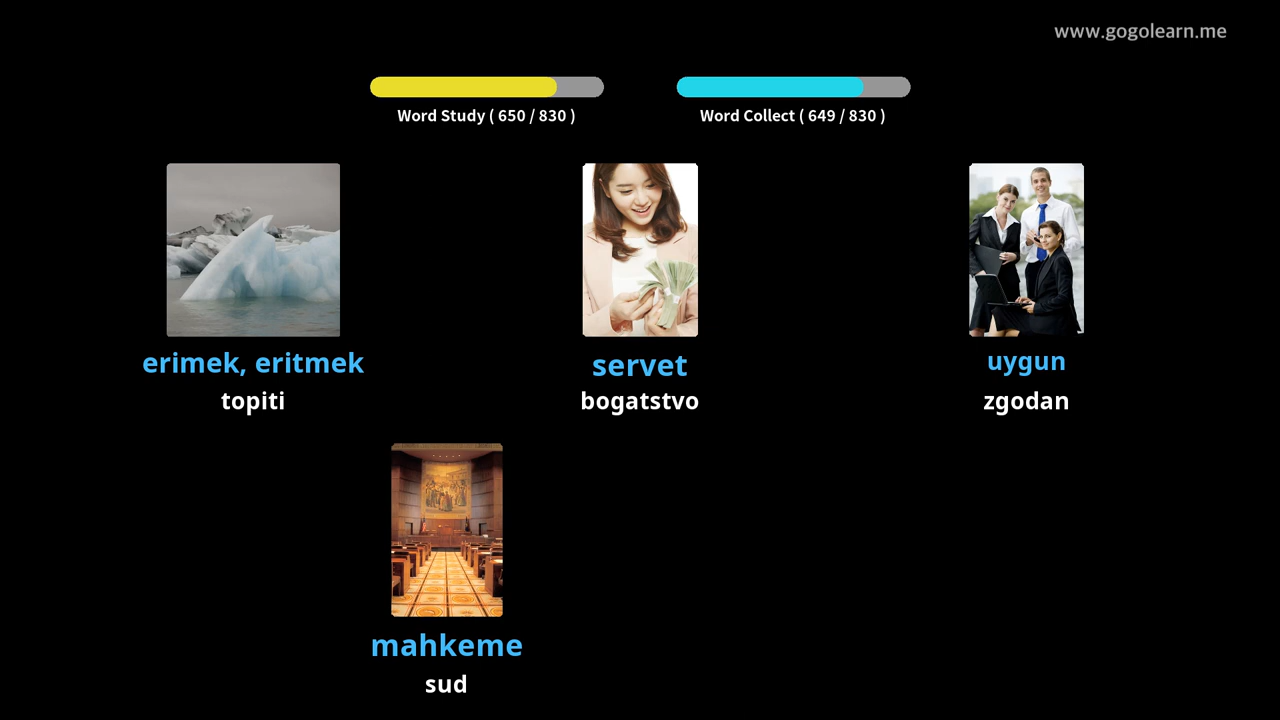 www.gogolearn.me
Word Study ( 650 / 830 )
Word Collect ( 649 / 830 )
erimek, eritmek
topiti
servet
bogatstvo
uygun
zgodan
mahkeme
sud